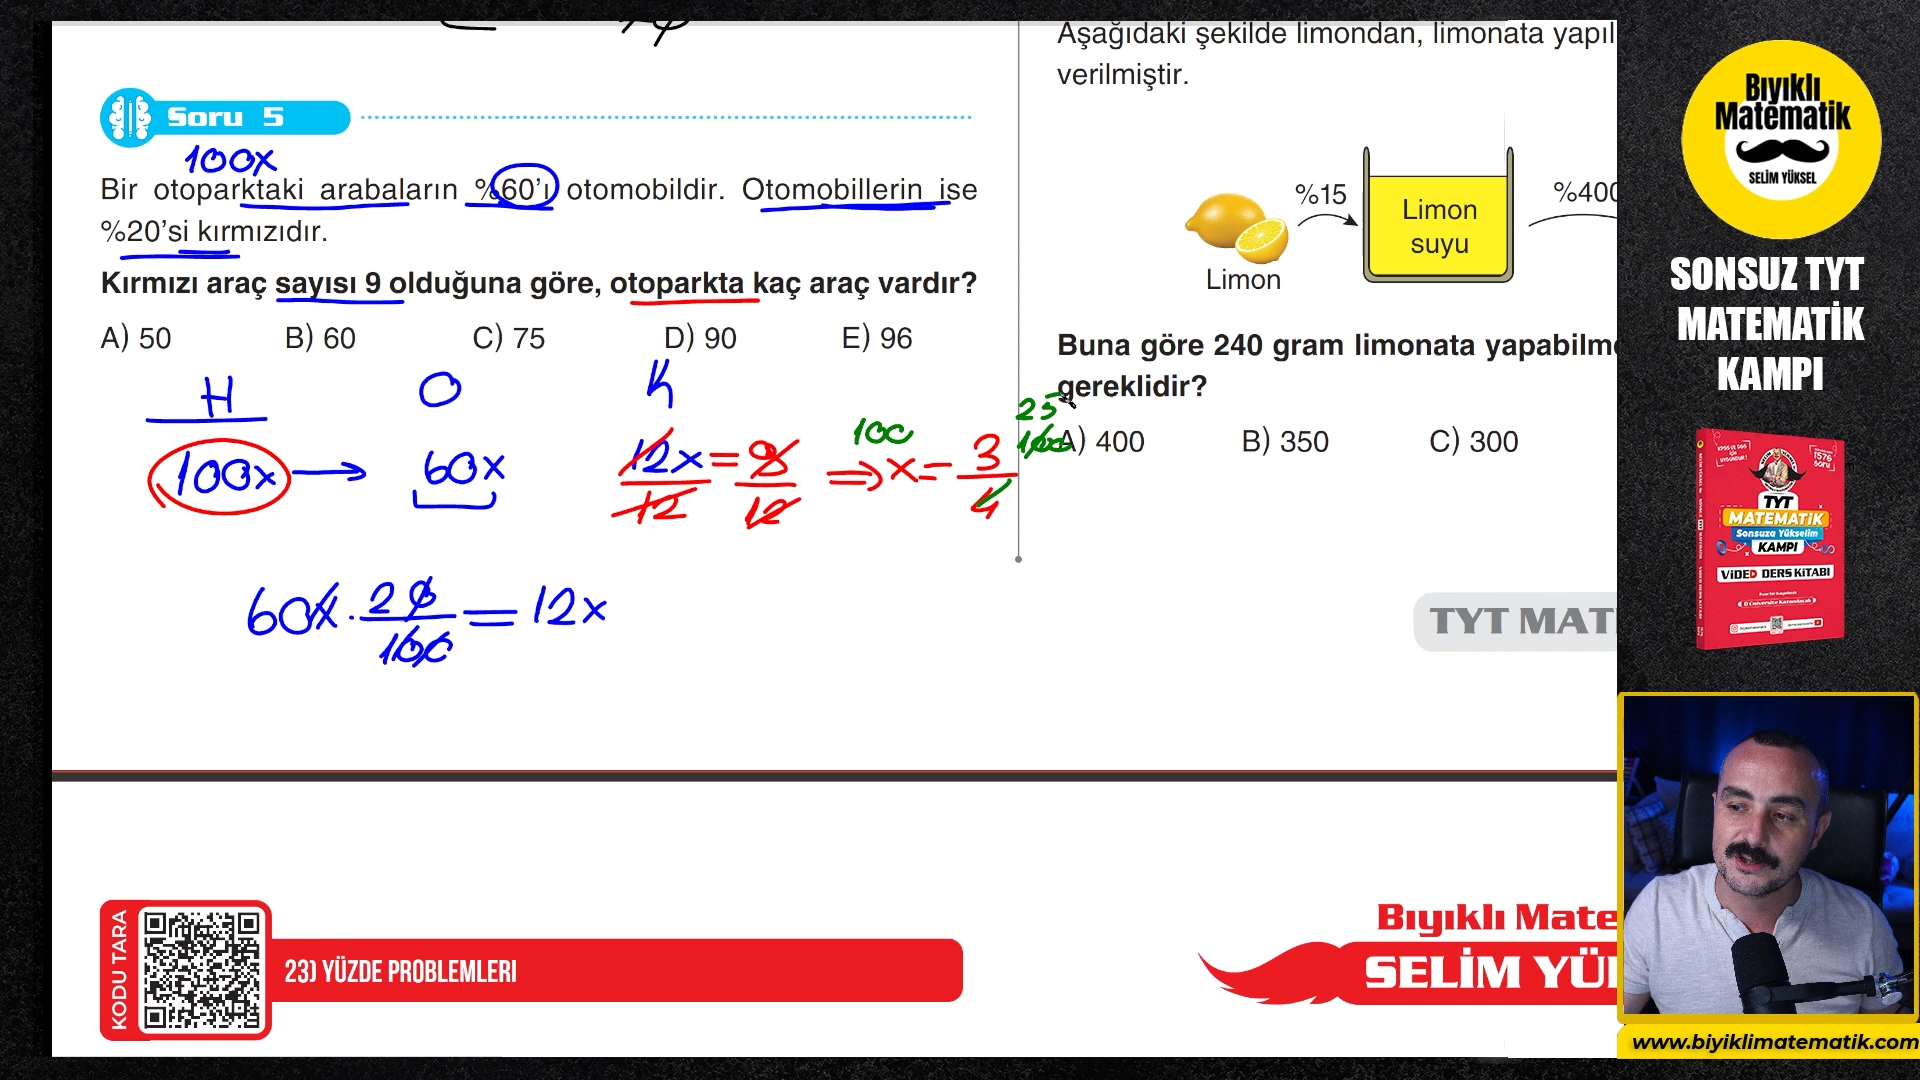 Soru 5
100x
Bir otoparktaki arabaların %60'ı otomobildir. Otomobillerin ise
%20'si kırmızıdır.
Kırmızı araç sayısı 9 olduğuna göre, otoparkta kaç araç vardır?
A) 50 B) 60 C) 75 D) 90 E) 96
H O K
100x → 60x 12x/12 = 9/12 ⇒ x = 3/4
100 25 100
60x · 20/100 = 12x
Aşağıdaki şekilde limondan, limonata yapıl
verilmiştir.
%15 %400
Limon
suyu
Limon
Buna göre 240 gram limonata yapabilme
gereklidir?
A) 400 B) 350 C) 300
TYT MAT
KODU TARA
23) YÜZDE PROBLEMLERİ
Bıyıklı Mate
SELİM YÜ
Bıyıklı
Matematik
SELİM YÜKSEL
SONSUZ TYT
MATEMATİK
KAMPI
TYT
MATEMATİK
Sonsuza Yükselim
KAMPI
VİDEO DERS KİTABI
www.biyiklimatematik.com